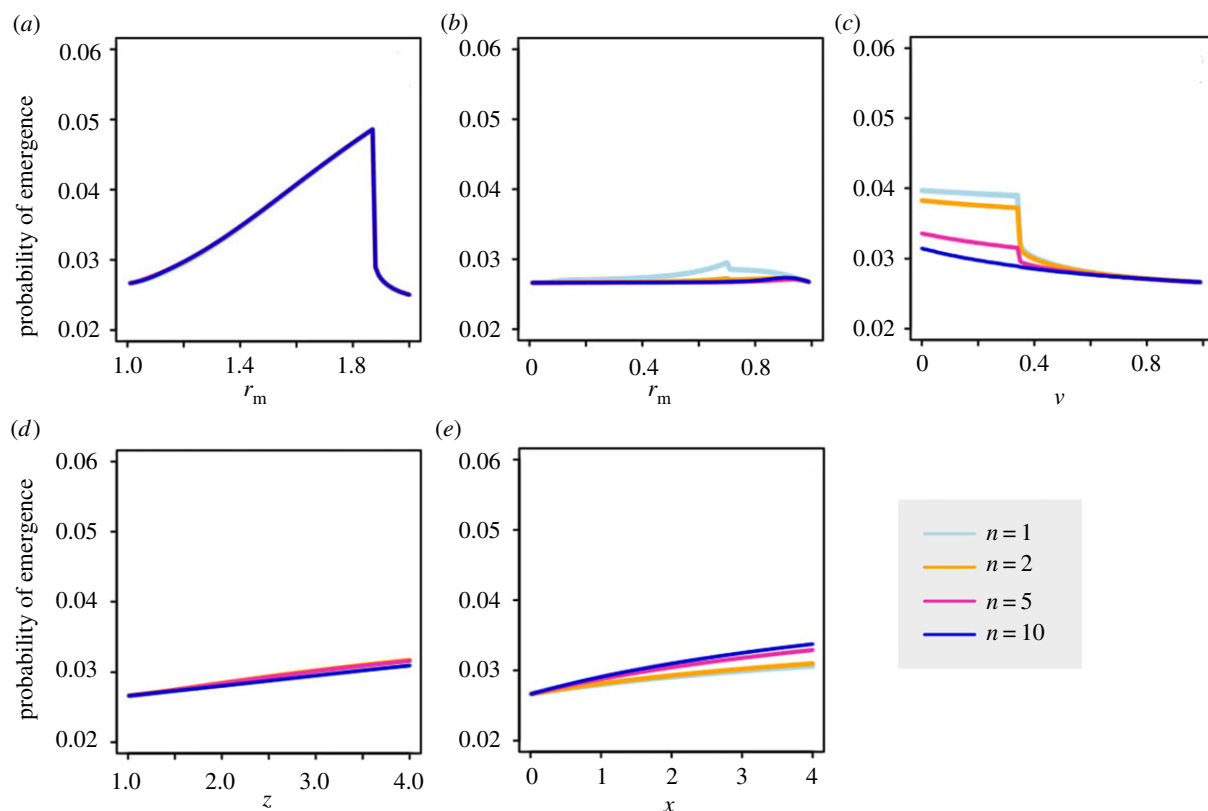 (a) (b) (c)
probability of emergence
0.06 0.06 0.06
0.05 0.05 0.05
0.04 0.04 0.04
0.03 0.03 0.03
0.02 0.02 0.02
1.0 1.4 1.8 0 0.4 0.8 0 0.4 0.8
rm rm v
(d) (e)
probability of emergence
0.06 0.06
0.05 0.05
0.04 0.04
0.03 0.03
0.02 0.02
1.0 2.0 3.0 4.0 0 1 2 3 4
z x
n = 1
n = 2
n = 5
n = 10